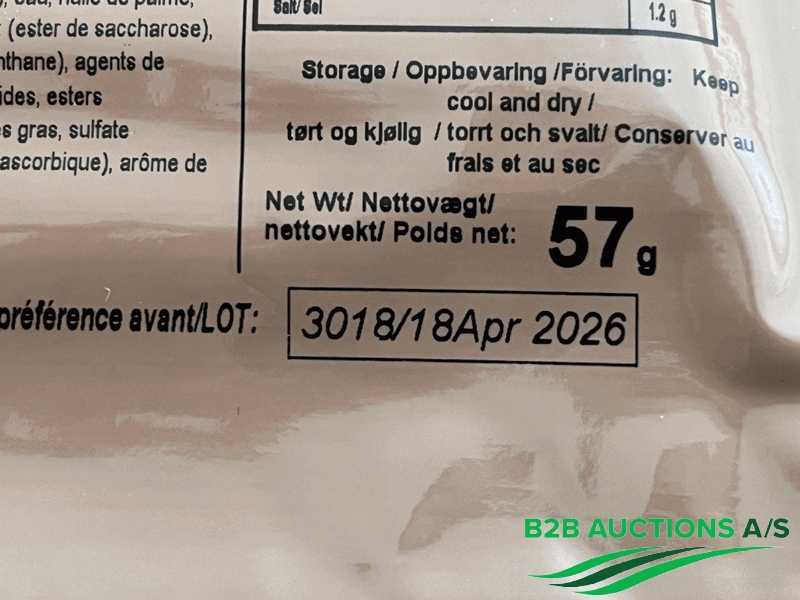 (ester de saccharose),
nthane), agents de
ides, esters
s gras, sulfate
ascorbique), arôme de
Salt/ Sel
1.2 g
Storage / Oppbevaring /Förvaring: Keep
cool and dry /
tørt og kjølig / torrt och svalt/ Conserver au
frais et au sec
Net Wt/ Nettovægt/
nettovekt/ Poids net:
57g
préférence avant/LOT:
3018/18Apr 2026
B2B AUCTIONS A/S